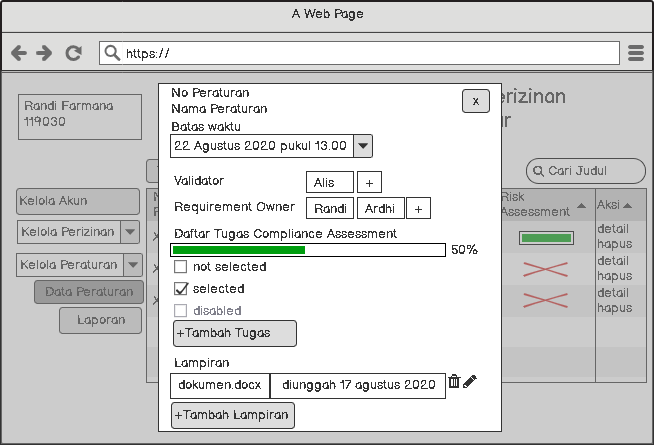 A Web Page
https://
Randi Farmana
119030
erizinan
Cari Judul
Kelola Akun
Kelola Perizinan
Kelola Peraturan
Data Peraturan
Laporan
Risk
Assessment
Aksi
detail
hapus
detail
hapus
detail
hapus
No Peraturan
Nama Peraturan
x
Batas waktu
22 Agustus 2020 pukul 13.00
Validator
Alis
+
Requirement Owner
Randi
Ardhi
+
Daftar Tugas Compliance Assessment
50%
not selected
selected
disabled
+Tambah Tugas
Lampiran
dokumen.docx
diunggah 17 agustus 2020
+Tambah Lampiran